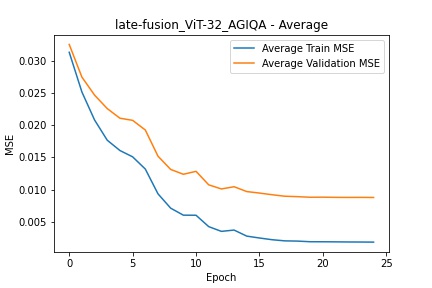 late-fusion_ViT-32_AGIQA - Average
Average Train MSE
Average Validation MSE
0.030
0.025
0.020
0.015
0.010
0.005
MSE
0 5 10 15 20 25
Epoch